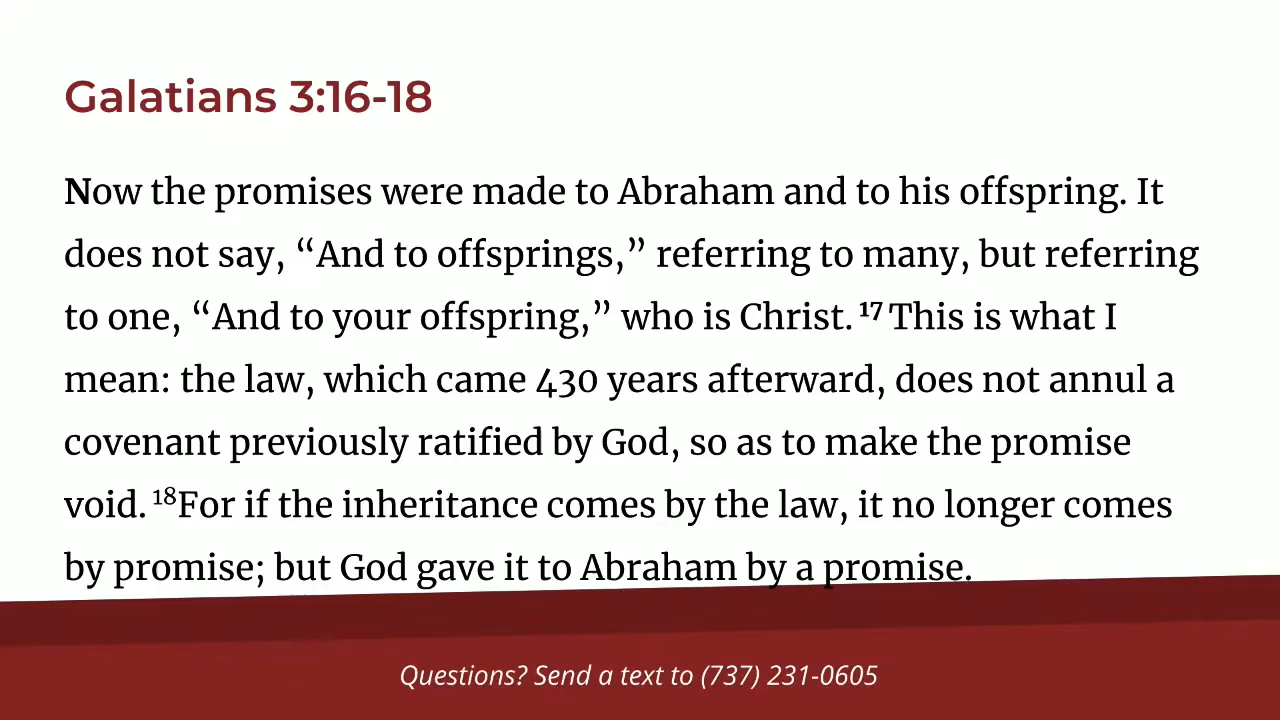 Galatians 3:16-18
Now the promises were made to Abraham and to his offspring. It
does not say, “And to offsprings,” referring to many, but referring
to one, “And to your offspring,” who is Christ. ¹⁷ This is what I
mean: the law, which came 430 years afterward, does not annul a
covenant previously ratified by God, so as to make the promise
void. ¹⁸For if the inheritance comes by the law, it no longer comes
by promise; but God gave it to Abraham by a promise.
Questions? Send a text to (737) 231-0605